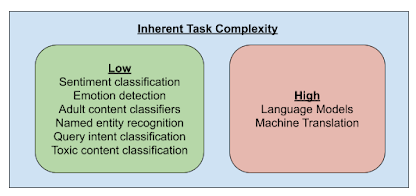 Inherent Task Complexity
Low
Sentiment classification
Emotion detection
Adult content classifiers
Named entity recognition
Query intent classification
Toxic content classification
High
Language Models
Machine Translation